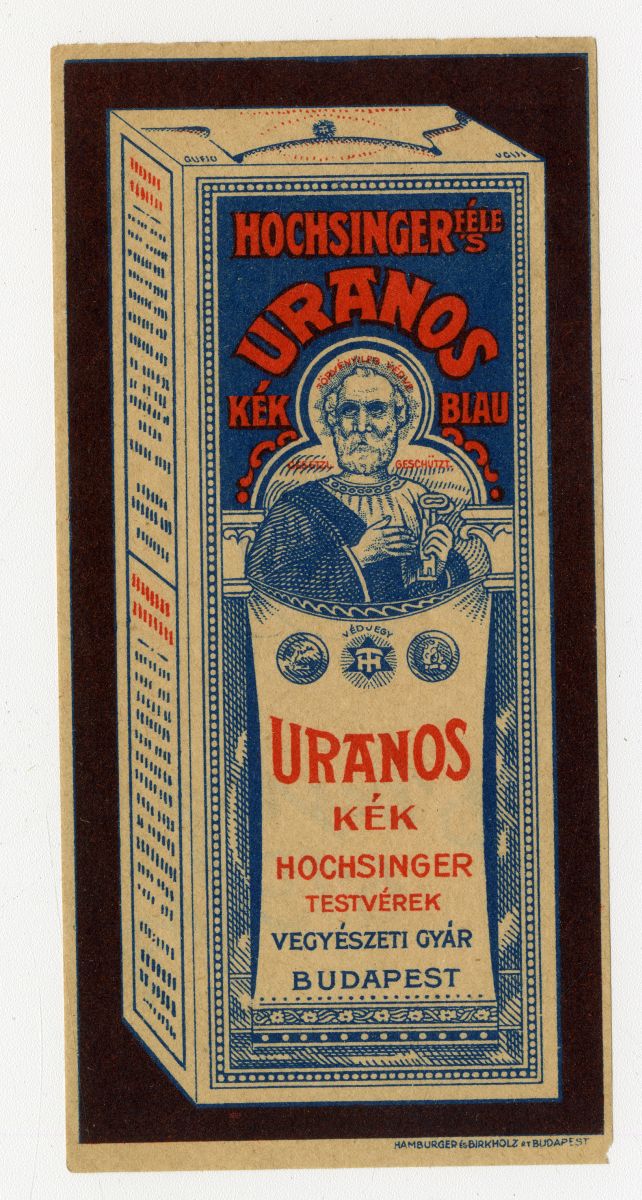 HOCHSINGER FÉLE 'S
URANOS
KÉK BLAU
TÖRVÉNYILEG VÉDVE
GESETZL. GESCHÜTZT.
VÉDJEGY
URANOS
KÉK
HOCHSINGER
TESTVÉREK
VEGYÉSZETI GYÁR
BUDAPEST
HAMBURGER ÉS BIRKHOLZ RT BUDAPEST